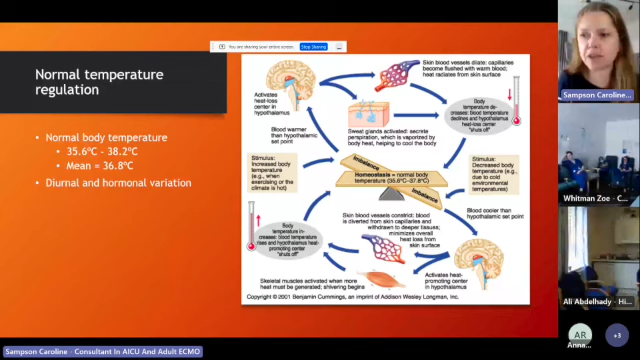 You are sharing your entire screen.
Stop Sharing
Normal temperature
regulation
• Normal body temperature
• 35.6ºC - 38.2ºC
• Mean = 36.8ºC
• Diurnal and hormonal variation
Activates
heat-loss center
in hypothalamus
Skin blood vessels dilate: capillaries
become flushed with warm blood;
heat radiates from skin surface
Body
temperature de-
creases: blood temperature
declines and hypothalamus
heat-loss center
"shuts off"
Sweat glands activated: secrete
perspiration, which is vaporized by
body heat, helping to cool the body
Blood warmer
than hypothalamic
set point
Stimulus:
Increased body
temperature
(e.g., when
exercising or the
climate is hot)
Imbalance
Homeostasis = normal body
temperature (35.6°C–37.8°C)
Imbalance
Stimulus:
Decreased body
temperature
(e.g., due to
cold environmental
temperatures)
Blood cooler than
hypothalamic set point
Body
temperature in-
creases: blood temperature
rises and hypothalamus heat-
promoting center
"shuts off"
Skin blood vessels constrict: blood
is diverted from skin capillaries and
withdrawn to deeper tissues;
minimizes overall
heat loss from
skin surface
Skeletal muscles activated when more
heat must be generated; shivering begins
Activates heat-
promoting center
in hypothalamus
Copyright © 2001 Benjamin Cummings, an imprint of Addison Wesley Longman, Inc.
Sampson Caroline...
Whitman Zoe - C...
Ali Abdelhady - Hi...
AR
Anna...
+3
Sampson Caroline - Consultant In AICU And Adult ECMO